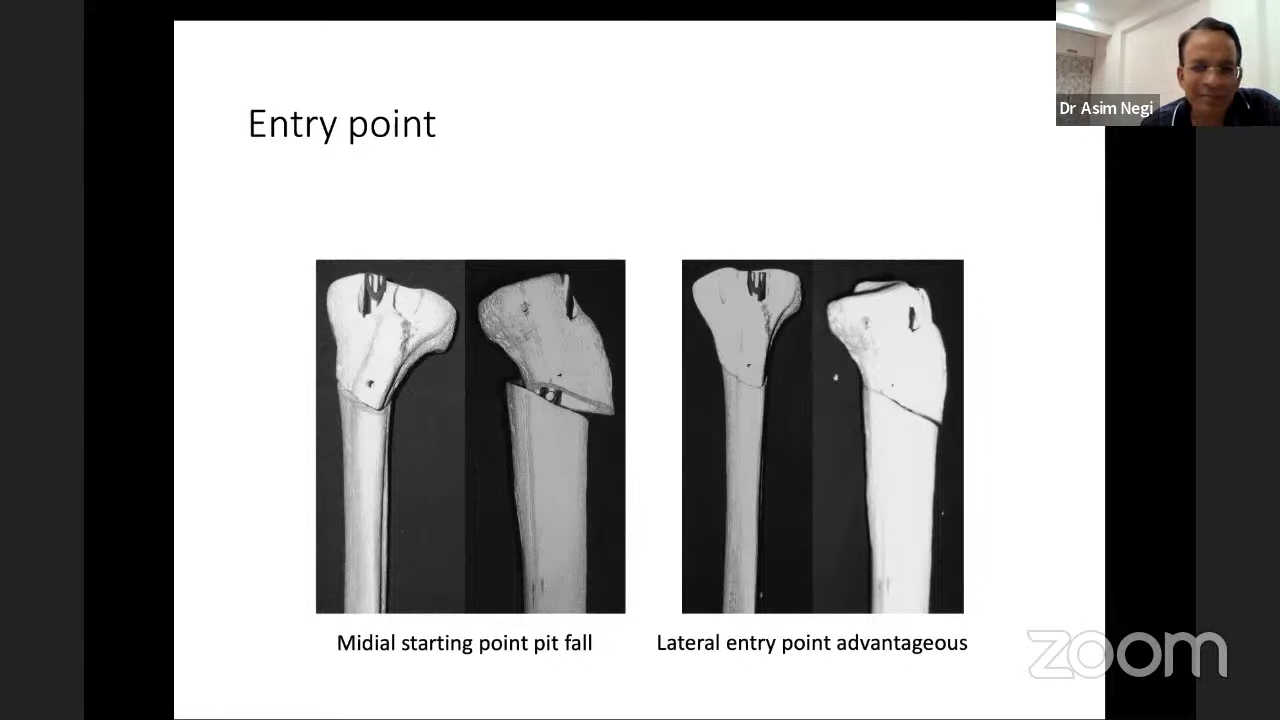 Dr Asim Negi
Entry point
Midial starting point pit fall
Lateral entry point advantageous
zoom